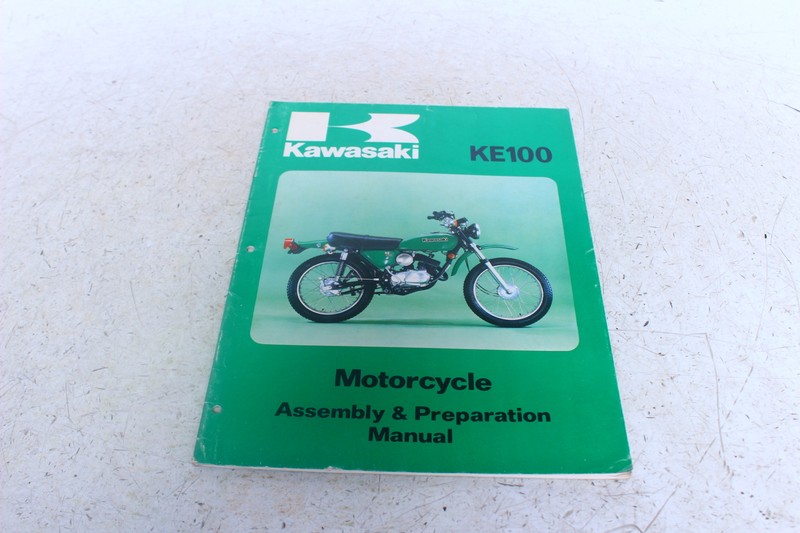 Kawasaki
KE100
Motorcycle
Assembly & Preparation
Manual